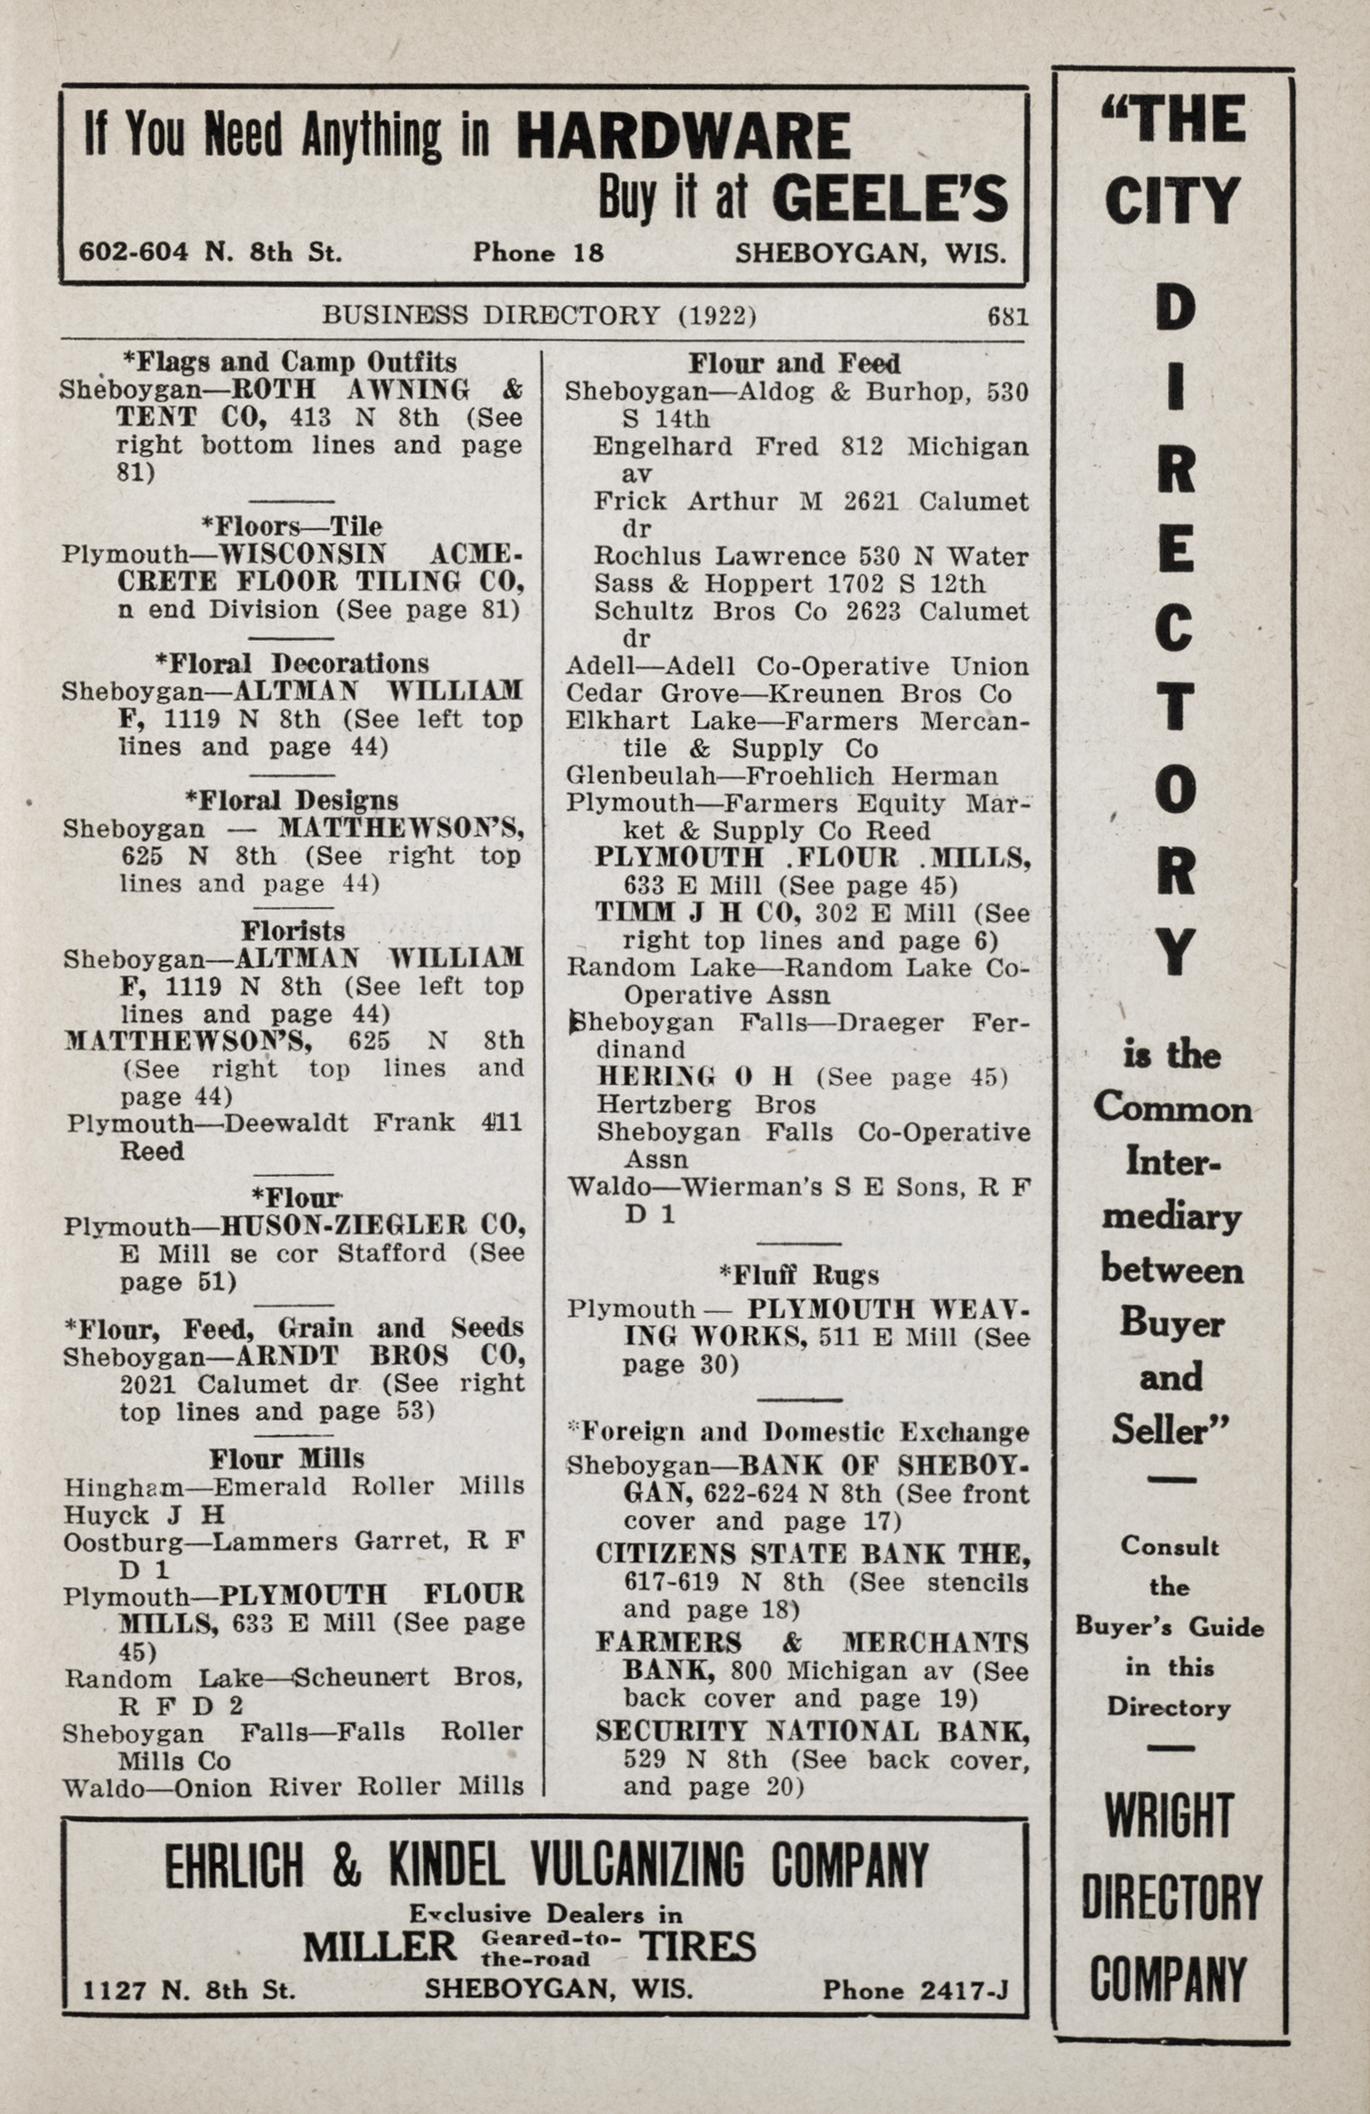 If You Need Anything in HARDWARE
Buy it at GEELE'S
602-604 N. 8th St. Phone 18 SHEBOYGAN, WIS.
BUSINESS DIRECTORY (1922) 681
*Flags and Camp Outfits
Sheboygan—ROTH AWNING &
TENT CO, 413 N 8th (See
right bottom lines and page
81)
*Floors—Tile
Plymouth—WISCONSIN ACME-
CRETE FLOOR TILING CO,
n end Division (See page 81)
*Floral Decorations
Sheboygan—ALTMAN WILLIAM
F, 1119 N 8th (See left top
lines and page 44)
*Floral Designs
Sheboygan — MATTHEWSON'S,
625 N 8th (See right top
lines and page 44)
Florists
Sheboygan—ALTMAN WILLIAM
F, 1119 N 8th (See left top
lines and page 44)
MATTHEWSON'S, 625 N 8th
(See right top lines and
page 44)
Plymouth—Deewaldt Frank 411
Reed
*Flour
Plymouth—HUSON-ZIEGLER CO,
E Mill se cor Stafford (See
page 51)
*Flour, Feed, Grain and Seeds
Sheboygan—ARNDT BROS CO,
2021 Calumet dr (See right
top lines and page 53)
Flour Mills
Hingham—Emerald Roller Mills
Huyck J H
Oostburg—Lammers Garret, R F
D 1
Plymouth—PLYMOUTH FLOUR
MILLS, 633 E Mill (See page
45)
Random Lake—Scheunert Bros,
R F D 2
Sheboygan Falls—Falls Roller
Mills Co
Waldo—Onion River Roller Mills
Flour and Feed
Sheboygan—Aldog & Burhop, 530
S 14th
Engelhard Fred 812 Michigan
av
Frick Arthur M 2621 Calumet
dr
Rochlus Lawrence 530 N Water
Sass & Hoppert 1702 S 12th
Schultz Bros Co 2623 Calumet
dr
Adell—Adell Co-Operative Union
Cedar Grove—Kreunen Bros Co
Elkhart Lake—Farmers Mercan-
tile & Supply Co
Glenbeulah—Froehlich Herman
Plymouth—Farmers Equity Mar-
ket & Supply Co Reed
PLYMOUTH .FLOUR .MILLS,
633 E Mill (See page 45)
TIMM J H CO, 302 E Mill (See
right top lines and page 6)
Random Lake—Random Lake Co-
Operative Assn
Sheboygan Falls—Draeger Fer-
dinand
HERING O H (See page 45)
Hertzberg Bros
Sheboygan Falls Co-Operative
Assn
Waldo—Wierman's S E Sons, R F
D 1
*Fluff Rugs
Plymouth — PLYMOUTH WEAV-
ING WORKS, 511 E Mill (See
page 30)
*Foreign and Domestic Exchange
Sheboygan—BANK OF SHEBOY-
GAN, 622-624 N 8th (See front
cover and page 17)
CITIZENS STATE BANK THE,
617-619 N 8th (See stencils
and page 18)
FARMERS & MERCHANTS
BANK, 800 Michigan av (See
back cover and page 19)
SECURITY NATIONAL BANK,
529 N 8th (See back cover,
and page 20)
EHRLICH & KINDEL VULCANIZING COMPANY
Exclusive Dealers in
MILLER Geared-to-the-road TIRES
1127 N. 8th St. SHEBOYGAN, WIS. Phone 2417-J
"THE
CITY
D
I
R
E
C
T
O
R
Y
is the
Common
Inter-
mediary
between
Buyer
and
Seller"
Consult
the
Buyer's Guide
in this
Directory
WRIGHT
DIRECTORY
COMPANY